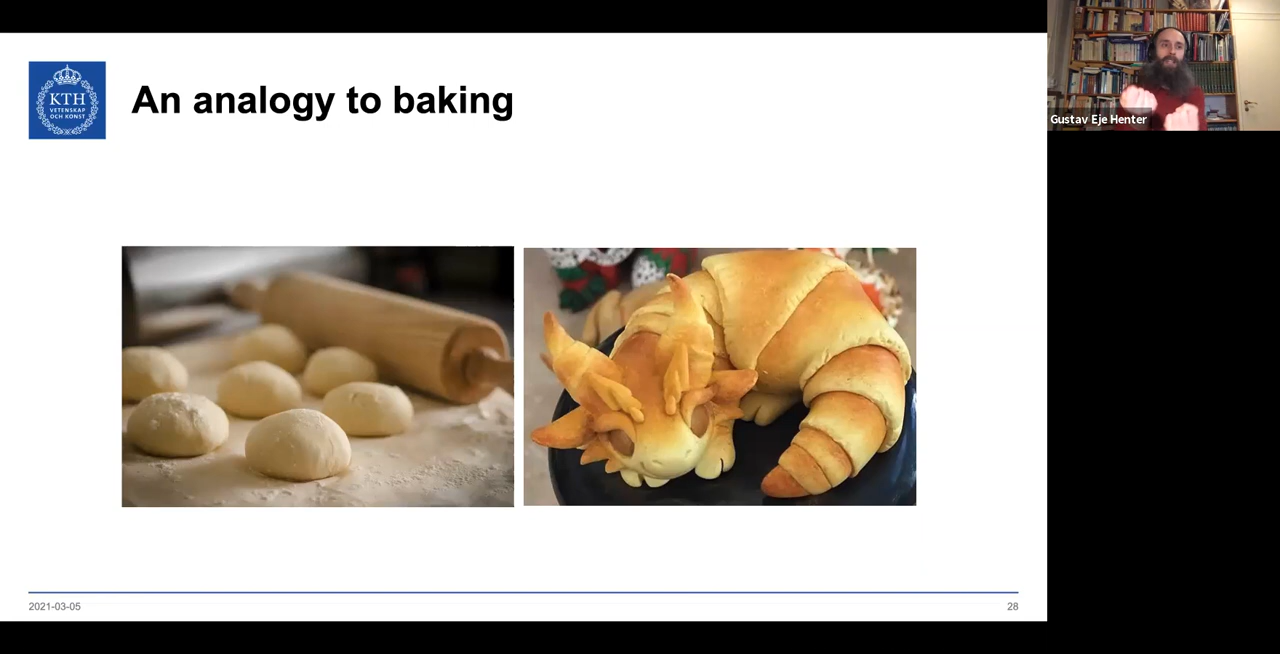 KTH
VETENSKAP
OCH KONST
An analogy to baking
Gustav Eje Henter
2021-03-05
28